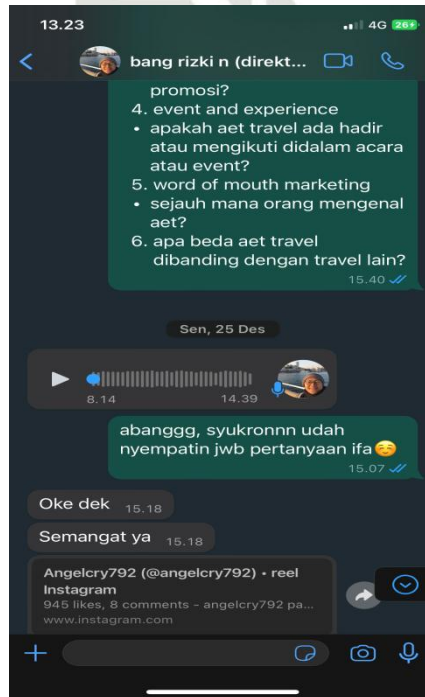 13.23
4G 26+
bang rizki n (direkt...
promosi?
4. event and experience
• apakah aet travel ada hadir
atau mengikuti didalam acara
atau event?
5. word of mouth marketing
• sejauh mana orang mengenal
aet?
6. apa beda aet travel
dibanding dengan travel lain?
15.40
Sen, 25 Des
8.14 14.39
abanggg, syukronnn udah
nyempatin jwb pertanyaan ifa☺️
15.07
Oke dek 15.18
Semangat ya 15.18
Angelcry792 (@angelcry792) • reel
Instagram
945 likes, 8 comments - angelcry792 pa...
www.instagram.com